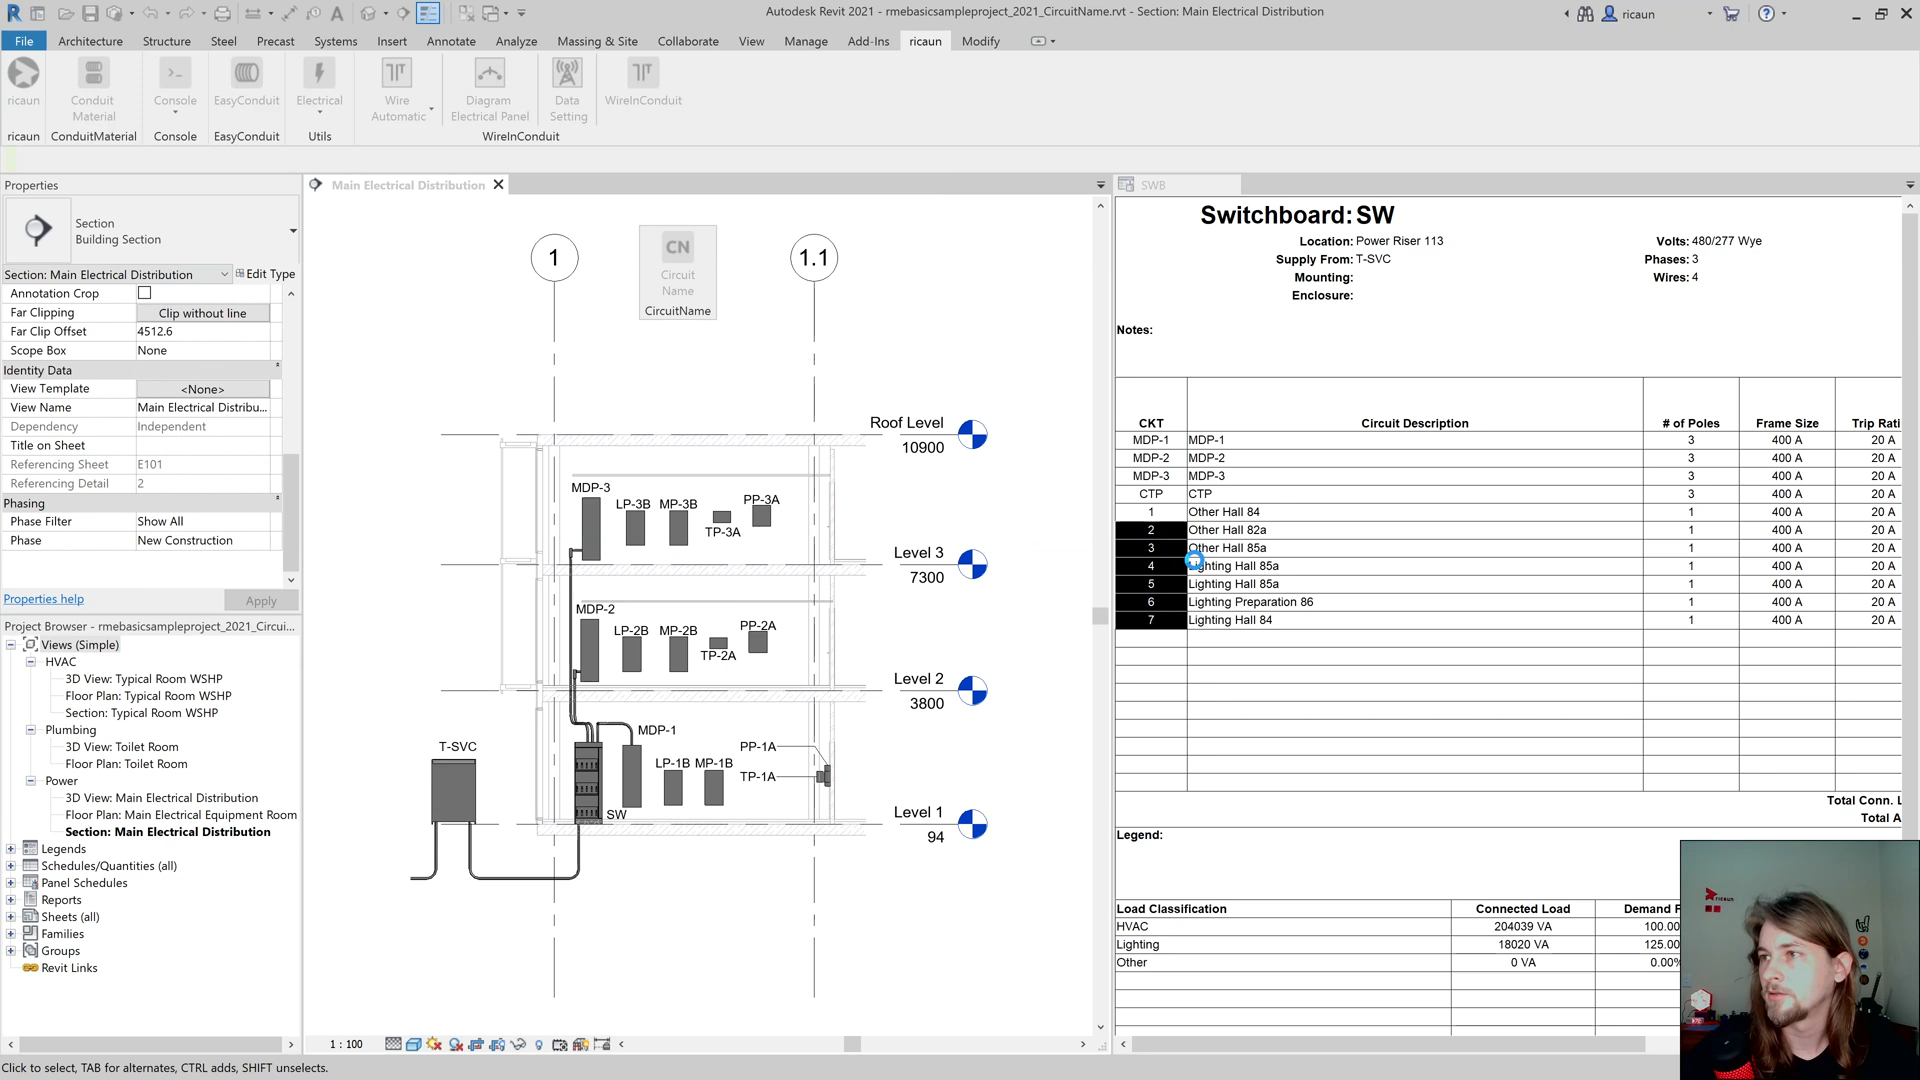 Autodesk Revit 2021 - rmebasicsampleproject_2021_CircuitName.rvt - Section: Main Electrical Distribution
ricaun
File Architecture Structure Steel Precast Systems Insert Annotate Analyze Massing & Site Collaborate View Manage Add-Ins ricaun Modify
ricaun
Conduit
Material
Console
EasyConduit
Electrical
Wire
Automatic
Diagram
Electrical Panel
Data
Setting
WireInConduit
ricaun ConduitMaterial Console EasyConduit Utils WireInConduit
Properties
Section
Building Section
Section: Main Electrical Distribution Edit Type
Annotation Crop
Far Clipping Clip without line
Far Clip Offset 4512.6
Scope Box None
Identity Data
View Template <None>
View Name Main Electrical Distribu...
Dependency Independent
Title on Sheet
Referencing Sheet E101
Referencing Detail 2
Phasing
Phase Filter Show All
Phase New Construction
Properties help Apply
Project Browser - rmebasicsampleproject_2021_Circui...
Views (Simple)
HVAC
3D View: Typical Room WSHP
Floor Plan: Typical Room WSHP
Section: Typical Room WSHP
Plumbing
3D View: Toilet Room
Floor Plan: Toilet Room
Power
3D View: Main Electrical Distribution
Floor Plan: Main Electrical Equipment Room
Section: Main Electrical Distribution
Legends
Schedules/Quantities (all)
Panel Schedules
Reports
Sheets (all)
Families
Groups
Revit Links
Main Electrical Distribution
1
1.1
CN
Circuit
Name
CircuitName
Roof Level
10900
MDP-3
LP-3B MP-3B
TP-3A
PP-3A
Level 3
7300
MDP-2
LP-2B MP-2B
TP-2A
PP-2A
Level 2
3800
T-SVC
MDP-1
LP-1B MP-1B
PP-1A
TP-1A
SW
Level 1
94
1 : 100
SWB
Switchboard: SW
Location: Power Riser 113 Volts: 480/277 Wye
Supply From: T-SVC Phases: 3
Mounting: Wires: 4
Enclosure:
Notes:
CKT Circuit Description # of Poles Frame Size Trip Rati
MDP-1 MDP-1 3 400 A 20 A
MDP-2 MDP-2 3 400 A 20 A
MDP-3 MDP-3 3 400 A 20 A
CTP CTP 3 400 A 20 A
1 Other Hall 84 1 400 A 20 A
2 Other Hall 82a 1 400 A 20 A
3 Other Hall 85a 1 400 A 20 A
4 Lighting Hall 85a 1 400 A 20 A
5 Lighting Hall 85a 1 400 A 20 A
6 Lighting Preparation 86 1 400 A 20 A
7 Lighting Hall 84 1 400 A 20 A
Total Conn. L
Total A
Legend:
Load Classification Connected Load Demand F
HVAC 204039 VA 100.00
Lighting 18020 VA 125.00
Other 0 VA 0.00%
ricaun
Click to select, TAB for alternates, CTRL adds, SHIFT unselects.